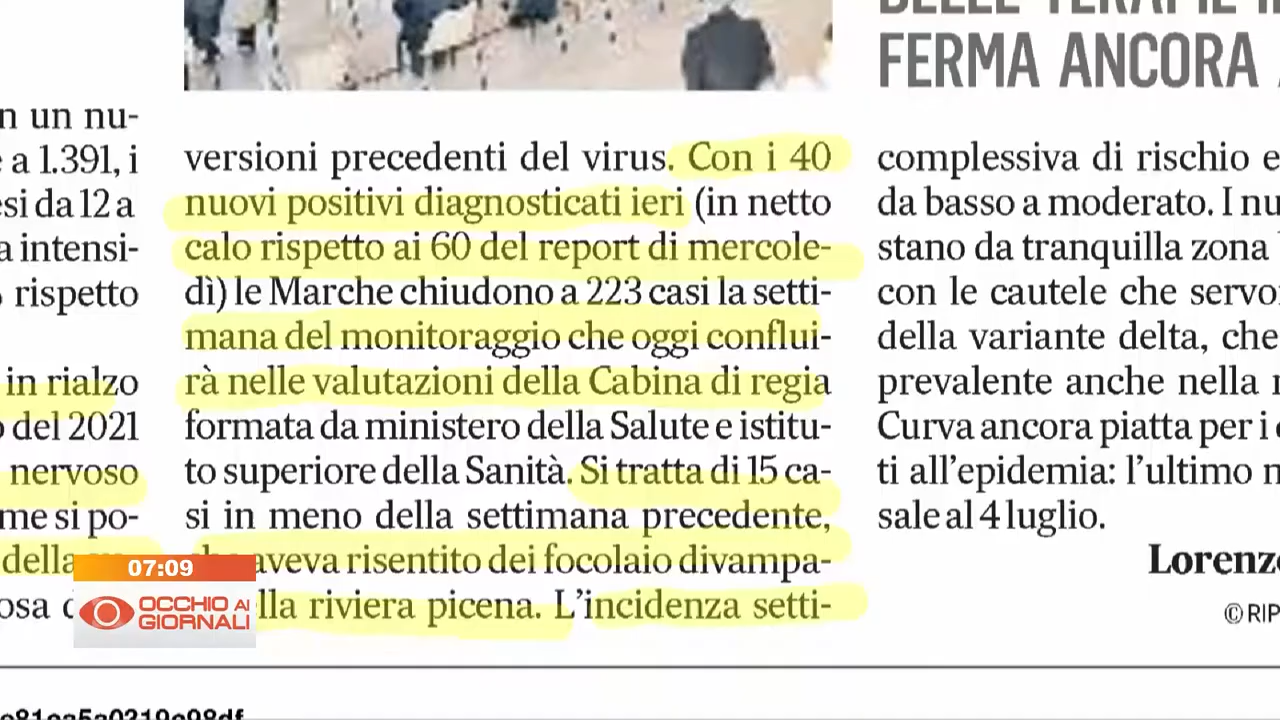 FERMA ANCORA
n un nu-
a 1.391, i
esi da 12 a
a intensi-
rispetto
in rialzo
del 2021
nervoso
me si po-
della
osa
versioni precedenti del virus. Con i 40
nuovi positivi diagnosticati ieri (in netto
calo rispetto ai 60 del report di mercole-
dì) le Marche chiudono a 223 casi la setti-
mana del monitoraggio che oggi conflui-
rà nelle valutazioni della Cabina di regia
formata da ministero della Salute e istitu-
to superiore della Sanità. Si tratta di 15 ca-
si in meno della settimana precedente,
aveva risentito dei focolaio divampa-
lla riviera picena. L'incidenza setti-
complessiva di rischio e
da basso a moderato. I nu
stano da tranquilla zona
con le cautele che servo
della variante delta, che
prevalente anche nella
Curva ancora piatta per i
ti all'epidemia: l'ultimo
sale al 4 luglio.
Lorenz
© RIP
07:09
OCCHIO AI
GIORNALI